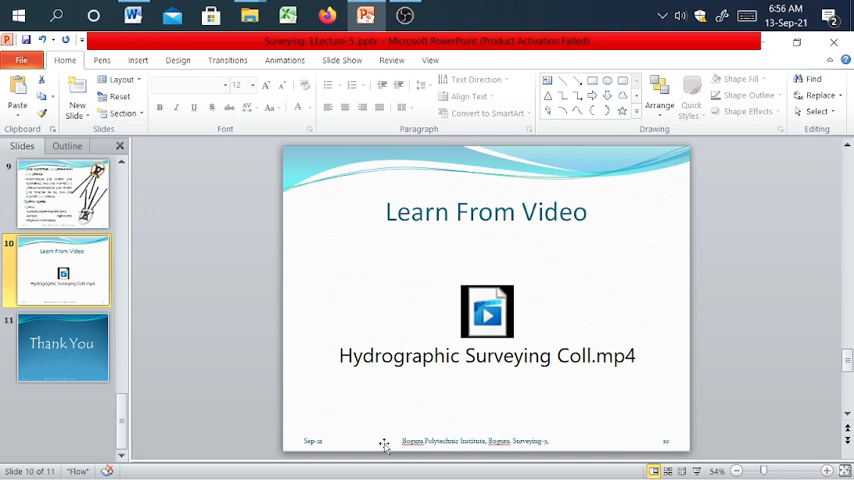 6:56 AM
13-Sep-21
Surveying-3,Lecture-5 .pptx - Microsoft PowerPoint (Product Activation Failed)
File Home Pens Insert Design Transitions Animations Slide Show Review View
Paste
New
Slide
Layout
Reset
Section
12
Text Direction
Align Text
Convert to SmartArt
Arrange
Quick
Styles
Shape Fill
Shape Outline
Shape Effects
Find
Replace
Select
Clipboard Slides Font Paragraph Drawing Editing
Slides Outline
9
10
Learn From Video
Hydrographic Surveying Coll.mp4
11
Thank You
Learn From Video
Hydrographic Surveying Coll.mp4
Sep-21 Bogura Polytechnic Institute, Bogura, Surveying-3, 10
Slide 10 of 11 "Flow" 54%